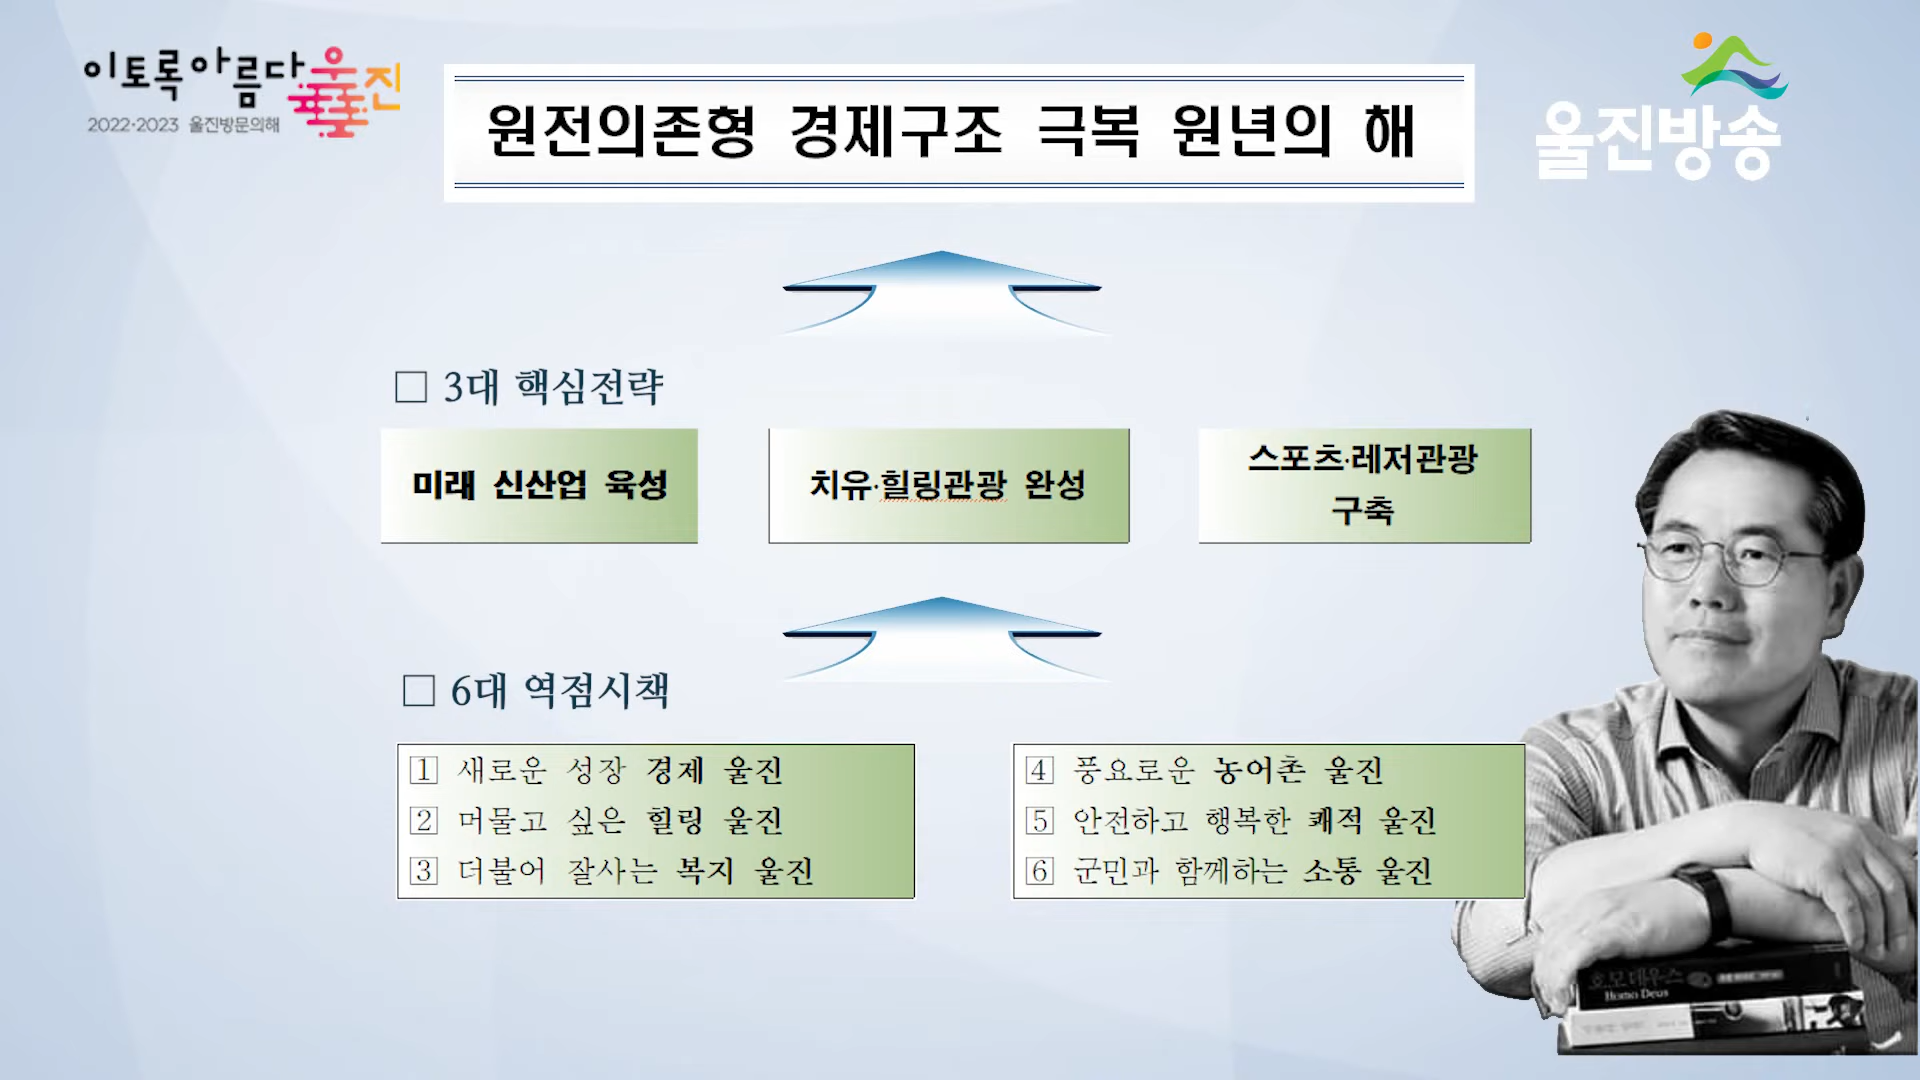 이토록아름다울진
2022·2023 울진방문의해
원전의존형 경제구조 극복 원년의 해
울진방송
□ 3대 핵심전략
미래 신산업 육성
치유·힐링관광 완성
스포츠·레저관광
구축
□ 6대 역점시책
1 새로운 성장 경제 울진
2 머물고 싶은 힐링 울진
3 더불어 잘사는 복지 울진
4 풍요로운 농어촌 울진
5 안전하고 행복한 쾌적 울진
6 군민과 함께하는 소통 울진
호모 데우스
Homo Deus